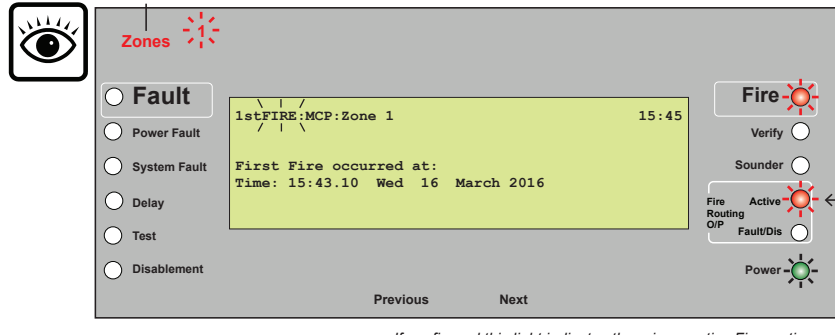 Zones 1
Fault
Fire
1stFIRE:MCP:Zone 1 15:45
Power Fault
Verify
First Fire occurred at:
System Fault
Sounder
Time: 15:43.10 Wed 16 March 2016
Delay
Fire Routing O/P
Active
Test
Fault/Dis
Disablement
Power
Previous Next